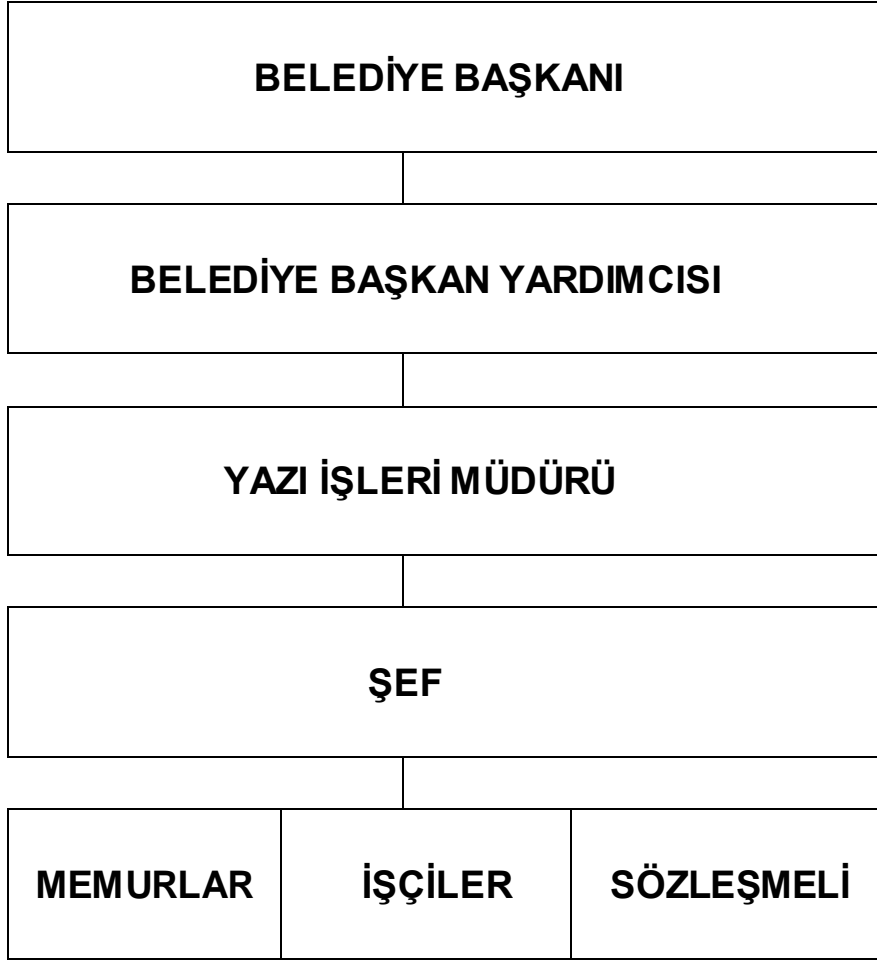 BELEDİYE BAŞKANI
BELEDİYE BAŞKAN YARDIMCISI
YAZI İŞLERİ MÜDÜRÜ
ŞEF
MEMURLAR İŞÇİLER SÖZLEŞMELİ